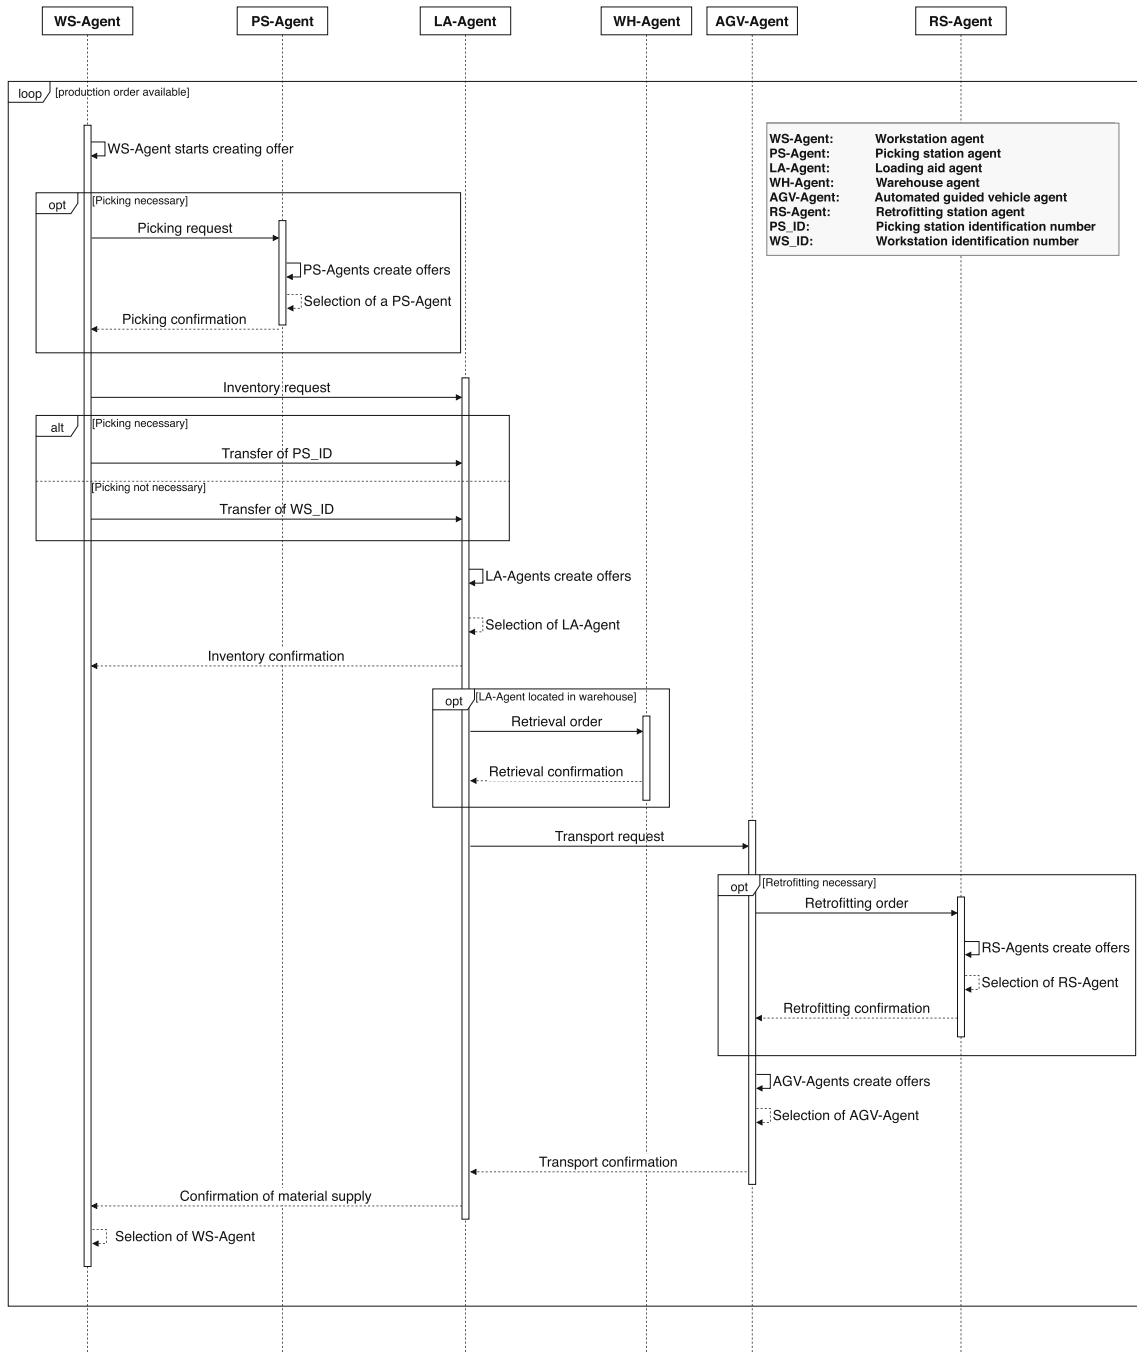 WS-Agent PS-Agent LA-Agent WH-Agent AGV-Agent RS-Agent
loop [production order available]
WS-Agent: Workstation agent
PS-Agent: Picking station agent
LA-Agent: Loading aid agent
WH-Agent: Warehouse agent
AGV-Agent: Automated guided vehicle agent
RS-Agent: Retrofitting station agent
PS_ID: Picking station identification number
WS_ID: Workstation identification number
WS-Agent starts creating offer
opt [Picking necessary]
Picking request
PS-Agents create offers
Selection of a PS-Agent
Picking confirmation
Inventory request
alt [Picking necessary]
Transfer of PS_ID
[Picking not necessary]
Transfer of WS_ID
LA-Agents create offers
Selection of LA-Agent
Inventory confirmation
opt [LA-Agent located in warehouse]
Retrieval order
Retrieval confirmation
Transport request
opt [Retrofitting necessary]
Retrofitting order
RS-Agents create offers
Selection of RS-Agent
Retrofitting confirmation
AGV-Agents create offers
Selection of AGV-Agent
Transport confirmation
Confirmation of material supply
Selection of WS-Agent